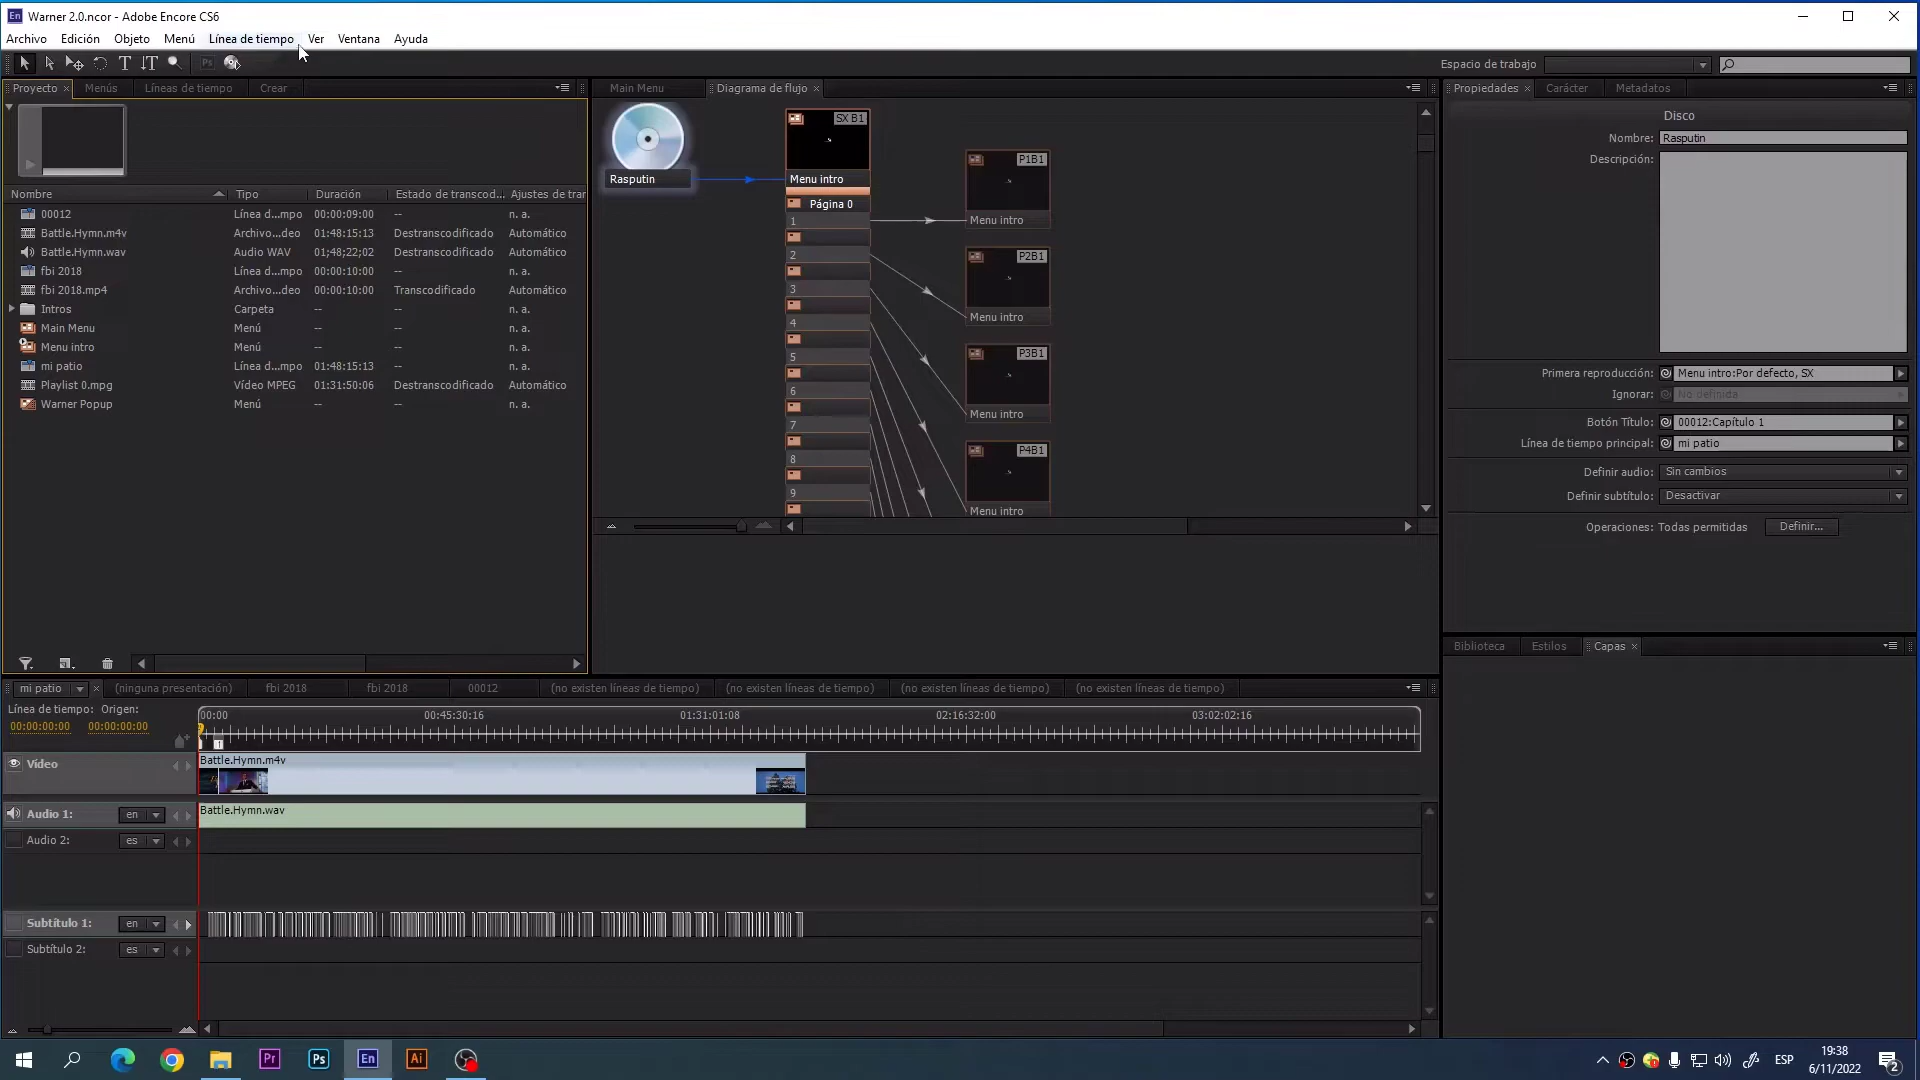 En Warner 2.0.ncor - Adobe Encore CS6
Archivo Edición Objeto Menú Línea de tiempo Ver Ventana Ayuda
Espacio de trabajo
Proyecto Menús Líneas de tiempo Crear
Nombre Tipo Duración Estado de transcod... Ajustes de trar
00012 Línea d...mpo 00:00:09:00 -- n. a.
Battle.Hymn.m4v Archivo...deo 01:48:15:13 Destranscodificado Automático
Battle.Hymn.wav Audio WAV 01;48;22;02 Destranscodificado Automático
fbi 2018 Línea d...mpo 00:00:10:00 -- n. a.
fbi 2018.mp4 Archivo...deo 00:00:10:00 Transcodificado Automático
Intros Carpeta -- -- n. a.
Main Menu Menú -- -- n. a.
Menu intro Menú -- -- n. a.
mi patio Línea d...mpo 01:48:15:13 -- n. a.
Playlist 0.mpg Vídeo MPEG 01:31:50:06 Destranscodificado Automático
Warner Popup Menú -- -- n. a.
Main Menu Diagrama de flujo
Rasputin
SX B1
Menu intro
Página 0
1
2
3
4
5
6
7
8
9
P1B1
Menu intro
P2B1
Menu intro
P3B1
Menu intro
P4B1
Menu intro
Propiedades Carácter Metadatos
Disco
Nombre: Rasputin
Descripción:
Primera reproducción: Menu intro:Por defecto, SX
Ignorar: No definida
Botón Título: 00012:Capítulo 1
Línea de tiempo principal: mi patio
Definir audio: Sin cambios
Definir subtítulo: Desactivar
Operaciones: Todas permitidas Definir...
Biblioteca Estilos Capas
mi patio (ninguna presentación) fbi 2018 fbi 2018 00012 (no existen líneas de tiempo) (no existen líneas de tiempo) (no existen líneas de tiempo) (no existen líneas de tiempo)
Línea de tiempo: Origen:
00:00:00:00 00:00:00:00
00:00 00:45:30:16 01:31:01:08 02:16:32:00 03:02:02:16
1
Vídeo
Battle.Hymn.m4v
Audio 1: en
Battle.Hymn.wav
Audio 2: es
Subtítulo 1: en
Subtítulo 2: es
Pr Ps En Ai
ESP
19:38
6/11/2022
2